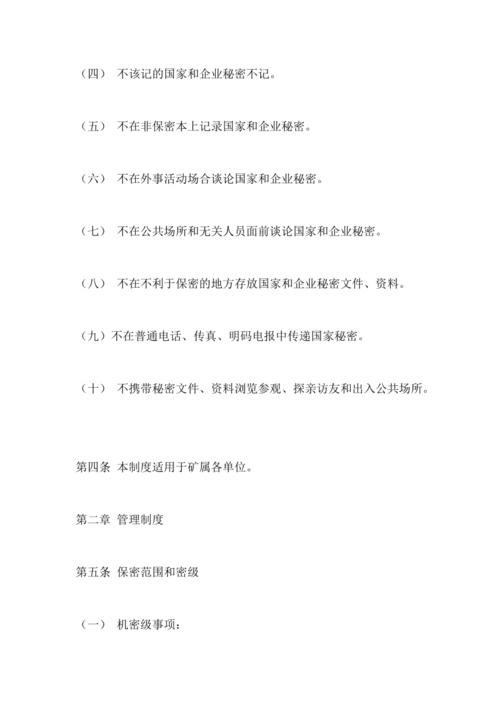 （四） 不该记的国家和企业秘密不记。
（五） 不在非保密本上记录国家和企业秘密。
（六） 不在外事活动场合谈论国家和企业秘密。
（七） 不在公共场所和无关人员面前谈论国家和企业秘密。
（八） 不在不利于保密的地方存放国家和企业秘密文件、资料。
（九）不在普通电话、传真、明码电报中传递国家秘密。
（十） 不携带秘密文件、资料浏览参观、探亲访友和出入公共场所。
第四条 本制度适用于矿属各单位。
第二章 管理制度
第五条 保密范围和密级
（一） 机密级事项：